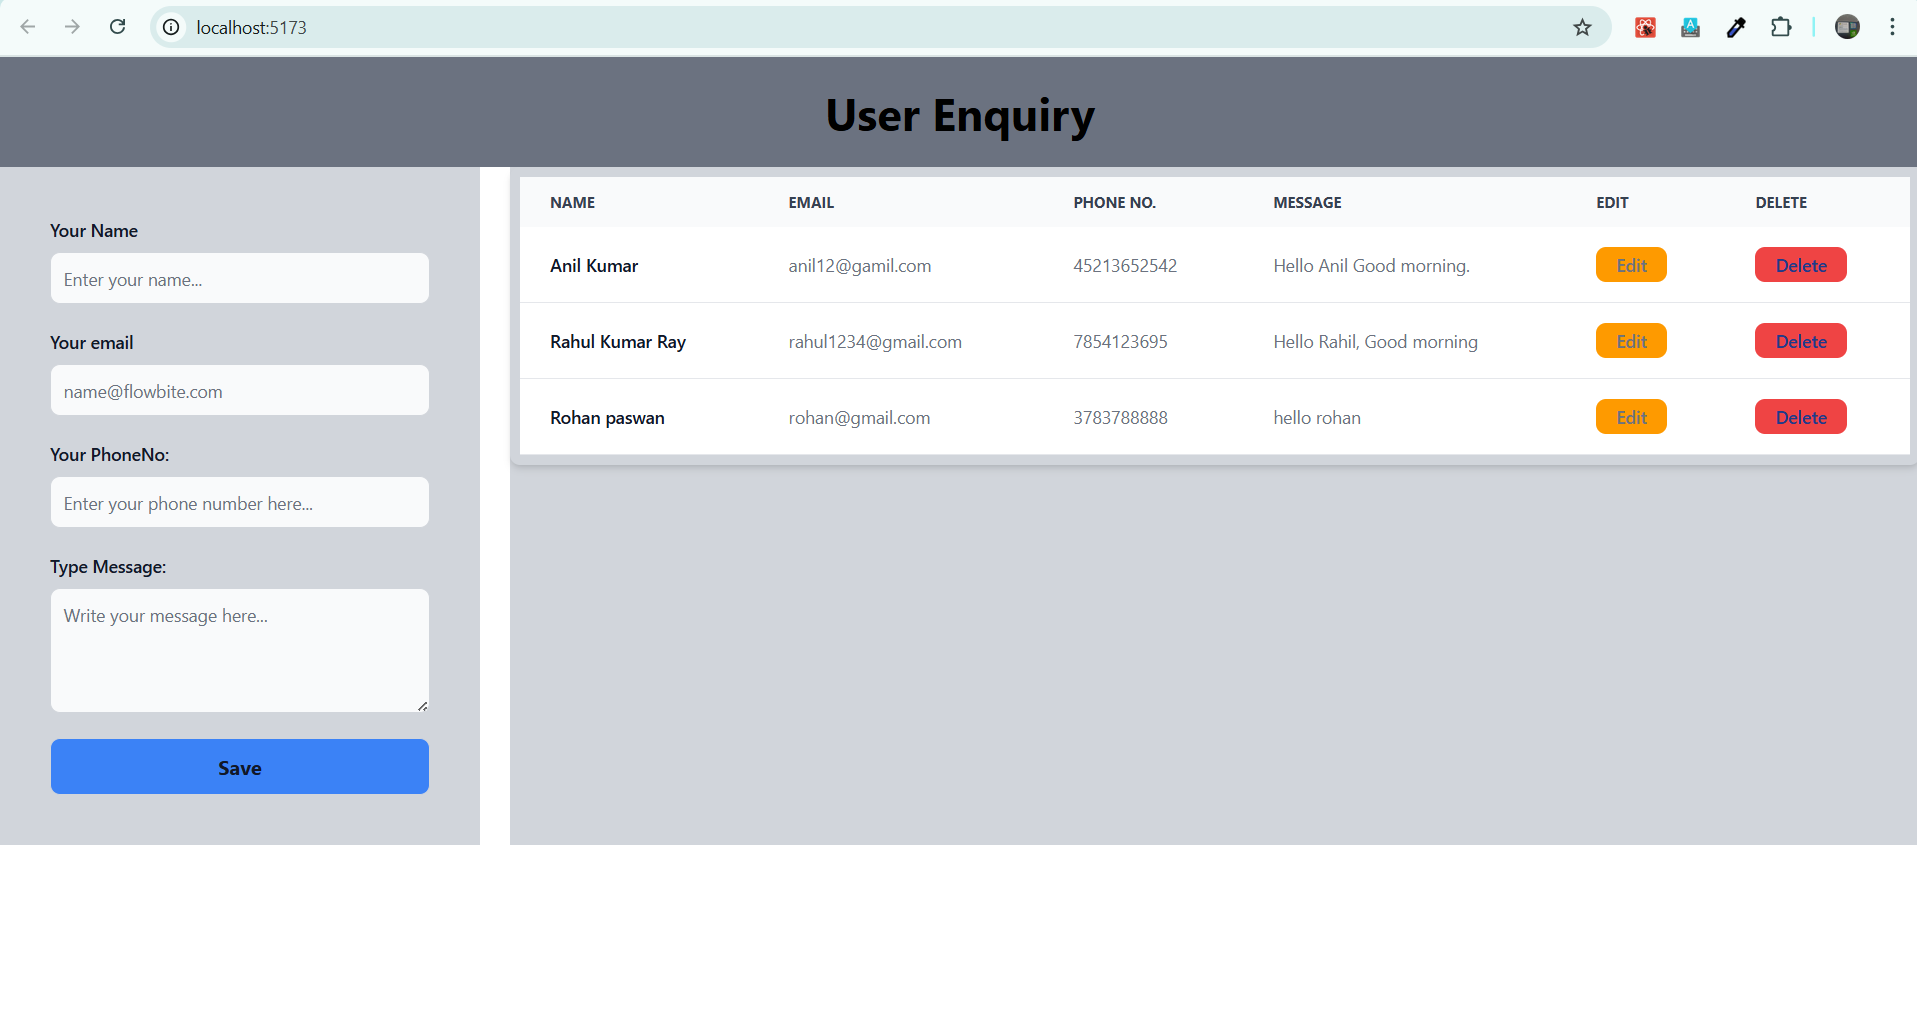 localhost:5173
User Enquiry
Your Name
Enter your name...
Your email
name@flowbite.com
Your PhoneNo:
Enter your phone number here...
Type Message:
Write your message here...
Save
NAME EMAIL PHONE NO. MESSAGE EDIT DELETE
Anil Kumar anil12@gamil.com 45213652542 Hello Anil Good morning. Edit Delete
Rahul Kumar Ray rahul1234@gmail.com 7854123695 Hello Rahil, Good morning Edit Delete
Rohan paswan rohan@gmail.com 3783788888 hello rohan Edit Delete